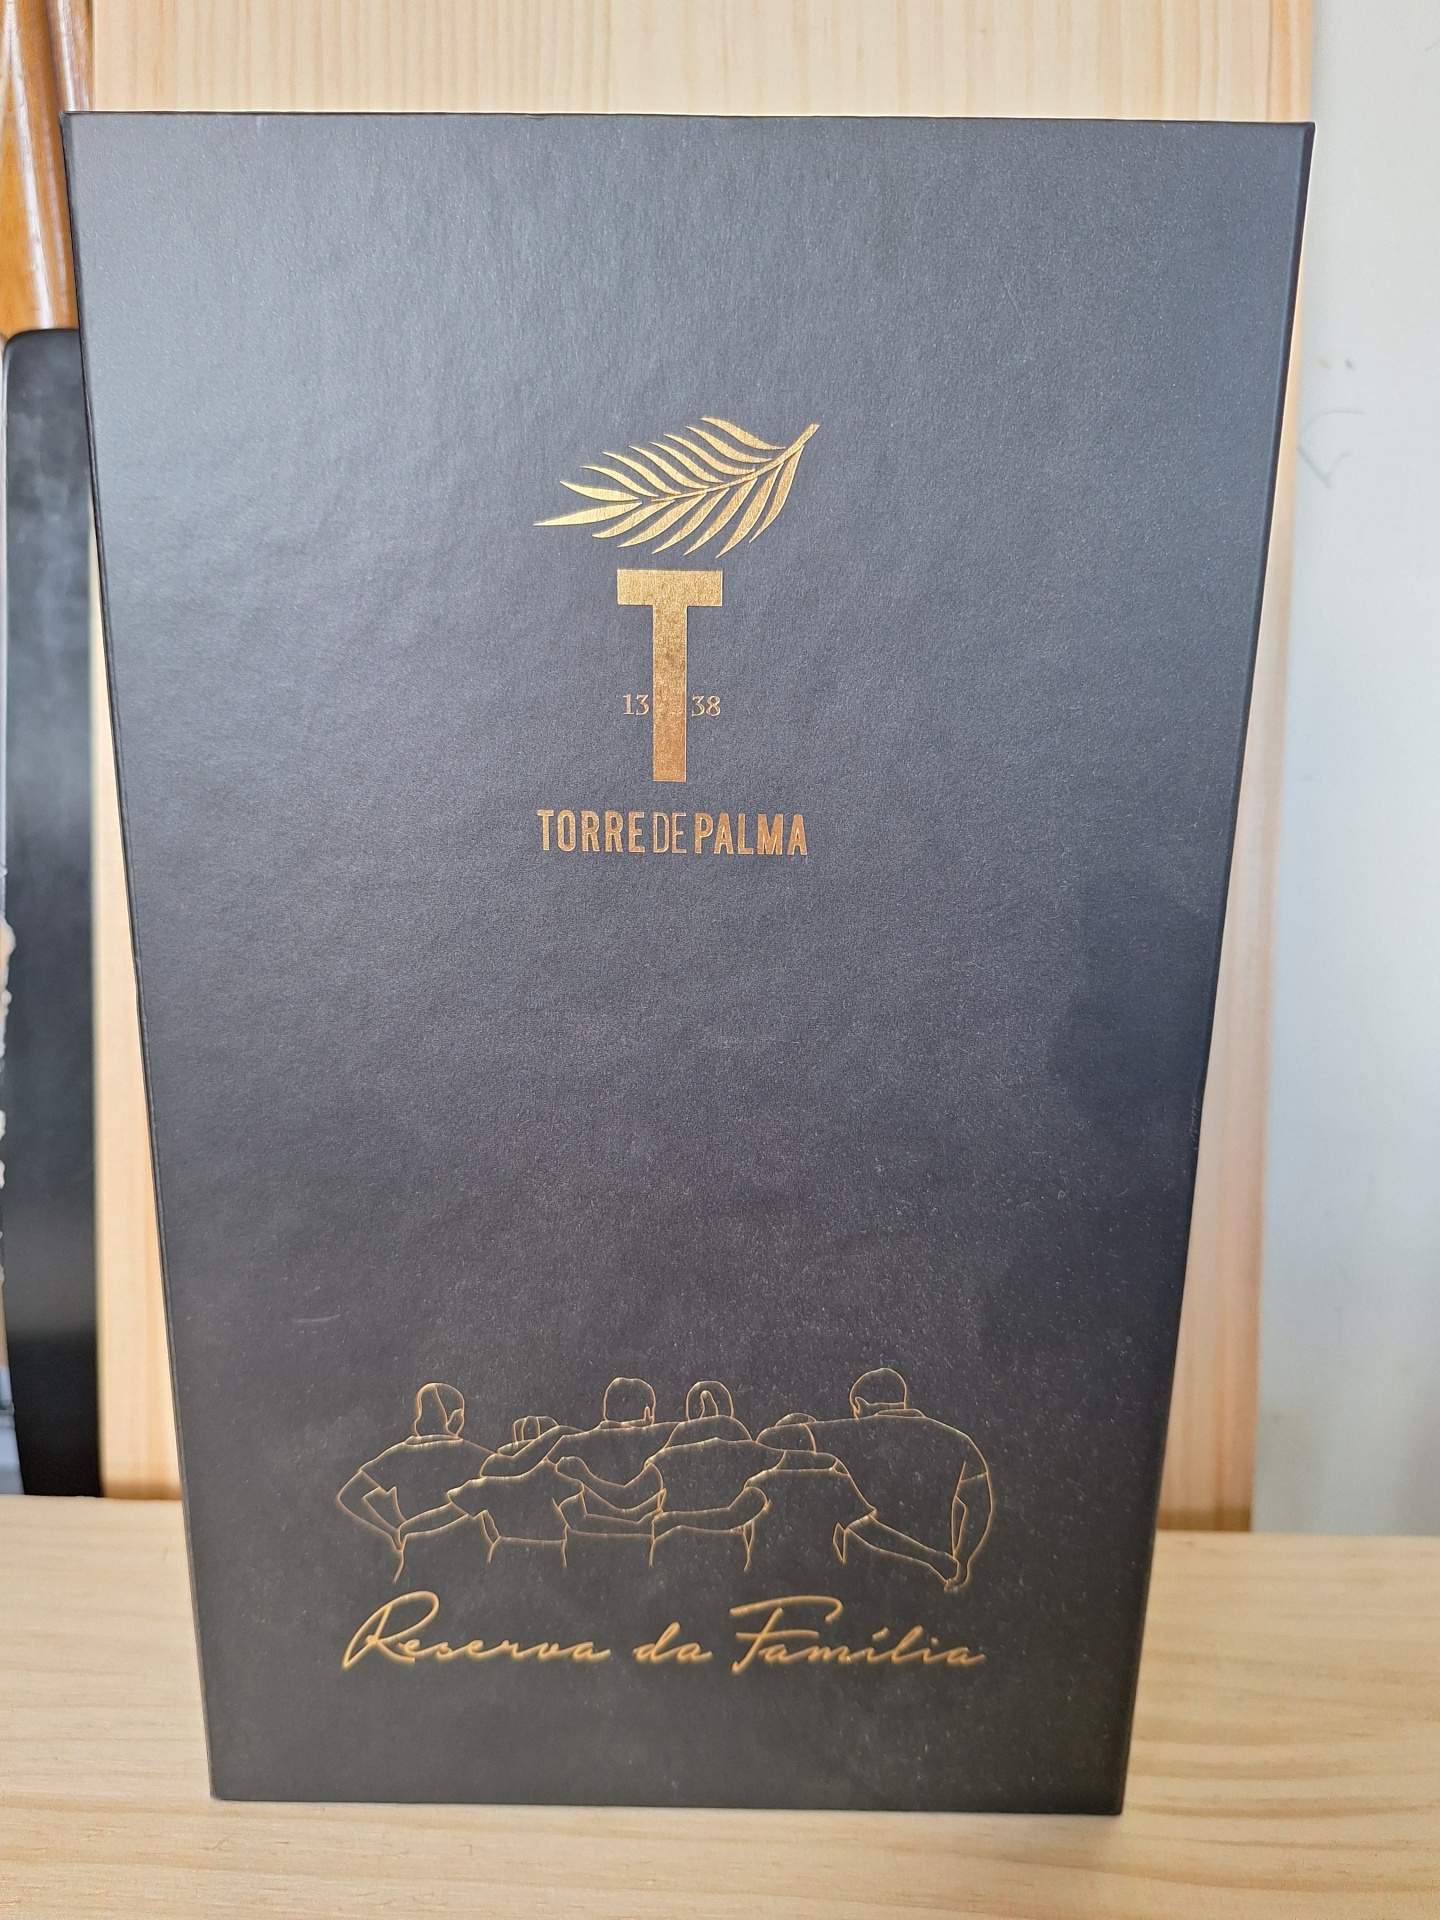 T
13 38
TORRE DE PALMA
Reserva da Família